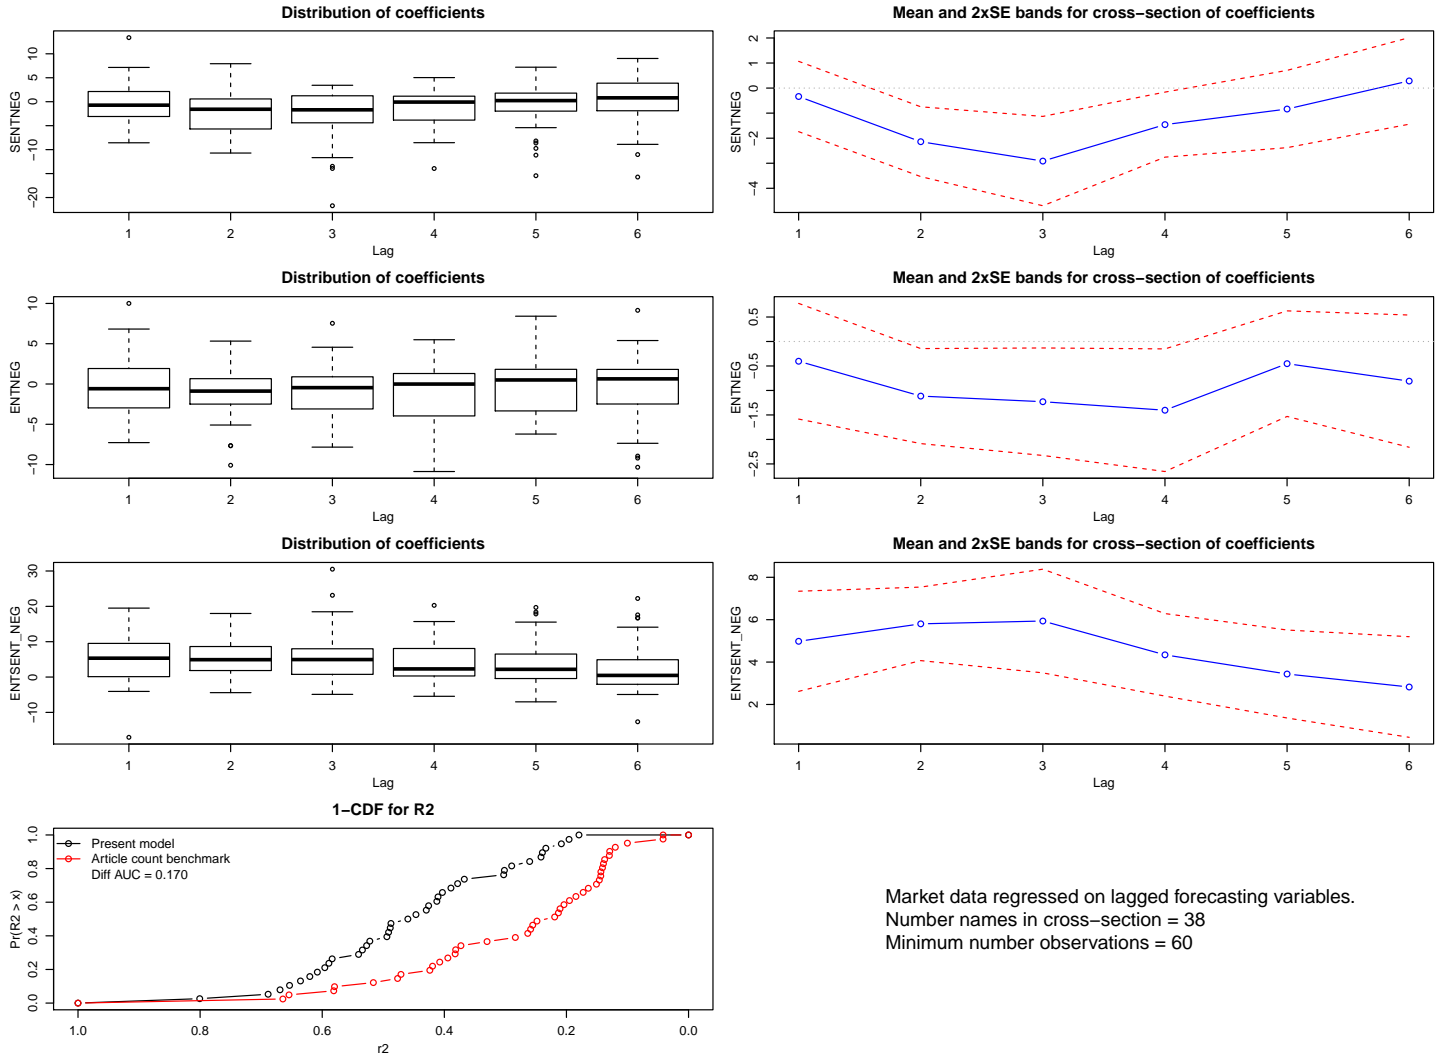 Distribution of coefficients
SENTNEG
10
5
0
−10
−20
1 2 3 4 5 6
Lag
Mean and 2xSE bands for cross−section of coefficients
SENTNEG
2
1
0
−2
−4
1 2 3 4 5 6
Lag
Distribution of coefficients
ENTNEG
10
5
0
−5
−10
1 2 3 4 5 6
Lag
Mean and 2xSE bands for cross−section of coefficients
ENTNEG
0.5
−0.5
−1.5
−2.5
1 2 3 4 5 6
Lag
Distribution of coefficients
ENTSENT_NEG
30
20
10
0
−10
1 2 3 4 5 6
Lag
Mean and 2xSE bands for cross−section of coefficients
ENTSENT_NEG
8
6
4
2
1 2 3 4 5 6
Lag
1−CDF for R2
Pr(R2 > x)
1.0
0.8
0.6
0.4
0.2
0.0
Present model
Article count benchmark
Diff AUC = 0.170
1.0 0.8 0.6 0.4 0.2 0.0
r2
Market data regressed on lagged forecasting variables.
Number names in cross−section = 38
Minimum number observations = 60